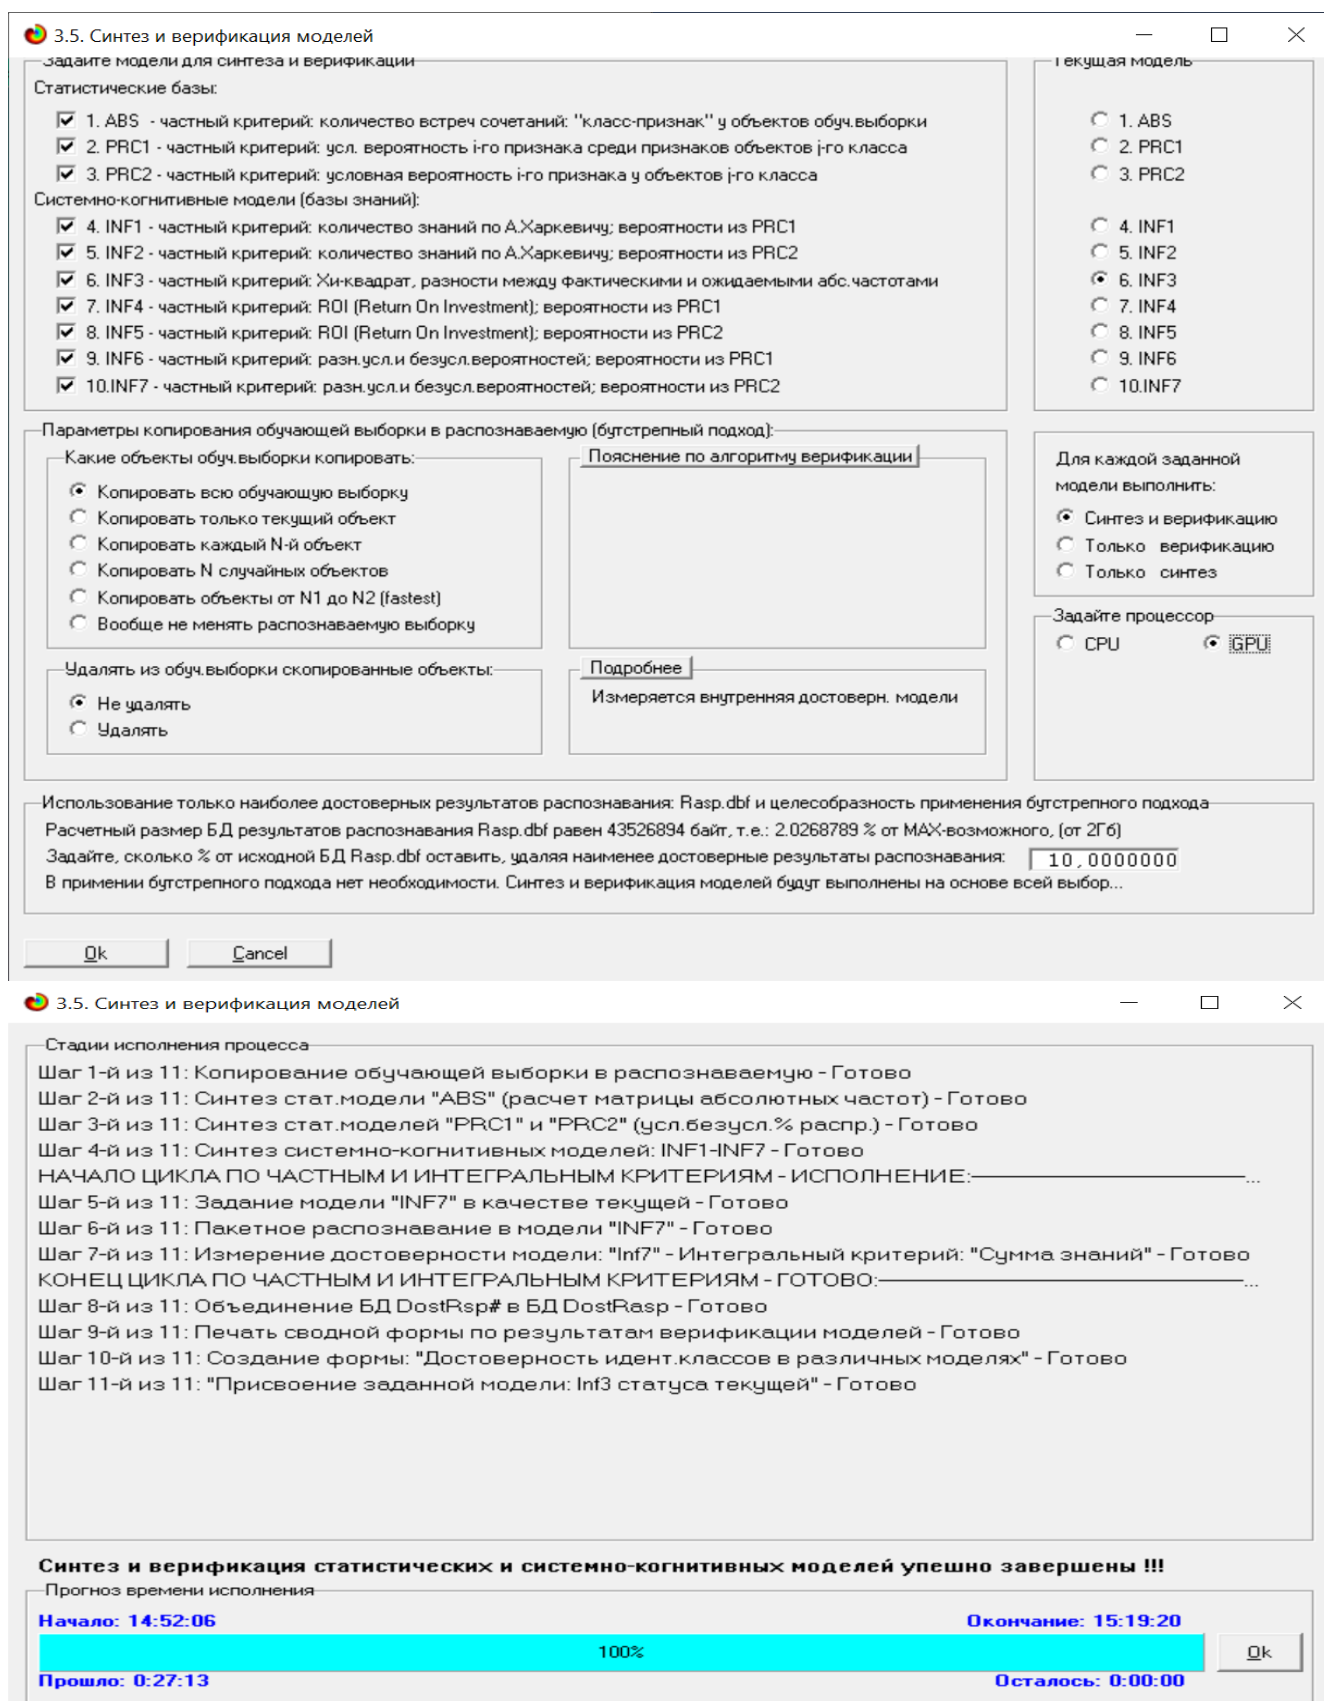 3.5. Синтез и верификация моделей
Задайте модели для синтеза и верификации
Текущая модель
Статистические базы:
1. ABS - частный критерий: количество встреч сочетаний: "класс-признак" у объектов обуч.выборки
1. ABS
2. PRC1 - частный критерий: усл. вероятность i-го признака среди признаков объектов j-го класса
2. PRC1
3. PRC2 - частный критерий: условная вероятность i-го признака у объектов j-го класса
3. PRC2
Системно-когнитивные модели (базы знаний):
4. INF1 - частный критерий: количество знаний по А.Харкевичу; вероятности из PRC1
4. INF1
5. INF2 - частный критерий: количество знаний по А.Харкевичу; вероятности из PRC2
5. INF2
6. INF3 - частный критерий: Хи-квадрат, разности между фактическими и ожидаемыми абс.частотами
6. INF3
7. INF4 - частный критерий: ROI (Return On Investment); вероятности из PRC1
7. INF4
8. INF5 - частный критерий: ROI (Return On Investment); вероятности из PRC2
8. INF5
9. INF6 - частный критерий: разн.усл.и безусл.вероятностей; вероятности из PRC1
9. INF6
10.INF7 - частный критерий: разн.усл.и безусл.вероятностей; вероятности из PRC2
10.INF7
Параметры копирования обучающей выборки в распознаваемую (бутстрепный подход):
Какие объекты обуч.выборки копировать:
Копировать всю обучающую выборку
Копировать только текущий объект
Копировать каждый N-й объект
Копировать N случайных объектов
Копировать объекты от N1 до N2 (fastest)
Вообще не менять распознаваемую выборку
Пояснение по алгоритму верификации
Для каждой заданной
модели выполнить:
Синтез и верификацию
Только верификацию
Только синтез
Задайте процессор
CPU GPU
Удалять из обуч.выборки скопированные объекты:
Не удалять
Удалять
Подробнее
Измеряется внутренняя достоверн. модели
Использование только наиболее достоверных результатов распознавания: Rasp.dbf и целесобразность применения бутстрепного подхода
Расчетный размер БД результатов распознавания Rasp.dbf равен 43526894 байт, т.е.: 2.0268789 % от MAX-возможного, (от 2Гб)
Задайте, сколько % от исходной БД Rasp.dbf оставить, удаляя наименее достоверные результаты распознавания: 10,0000000
В примении бутстрепного подхода нет необходимости. Синтез и верификация моделей будут выполнены на основе всей выбор...
Ok Cancel
3.5. Синтез и верификация моделей
Стадии исполнения процесса
Шаг 1-й из 11: Копирование обучающей выборки в распознаваемую - Готово
Шаг 2-й из 11: Синтез стат.модели "ABS" (расчет матрицы абсолютных частот) - Готово
Шаг 3-й из 11: Синтез стат.моделей "PRC1" и "PRC2" (усл.безусл.% распр.) - Готово
Шаг 4-й из 11: Синтез системно-когнитивных моделей: INF1-INF7 - Готово
НАЧАЛО ЦИКЛА ПО ЧАСТНЫМ И ИНТЕГРАЛЬНЫМ КРИТЕРИЯМ - ИСПОЛНЕНИЕ:————————...
Шаг 5-й из 11: Задание модели "INF7" в качестве текущей - Готово
Шаг 6-й из 11: Пакетное распознавание в модели "INF7" - Готово
Шаг 7-й из 11: Измерение достоверности модели: "Inf7" - Интегральный критерий: "Сумма знаний" - Готово
КОНЕЦ ЦИКЛА ПО ЧАСТНЫМ И ИНТЕГРАЛЬНЫМ КРИТЕРИЯМ - ГОТОВО:————————...
Шаг 8-й из 11: Объединение БД DostRsp# в БД DostRasp - Готово
Шаг 9-й из 11: Печать сводной формы по результатам верификации моделей - Готово
Шаг 10-й из 11: Создание формы: "Достоверность идент.классов в различных моделях" - Готово
Шаг 11-й из 11: "Присвоение заданной модели: Inf3 статуса текущей" - Готово
Синтез и верификация статистических и системно-когнитивных моделей упешно завершены !!!
Прогноз времени исполнения
Начало: 14:52:06
Окончание: 15:19:20
100%
Ok
Прошло: 0:27:13
Осталось: 0:00:00